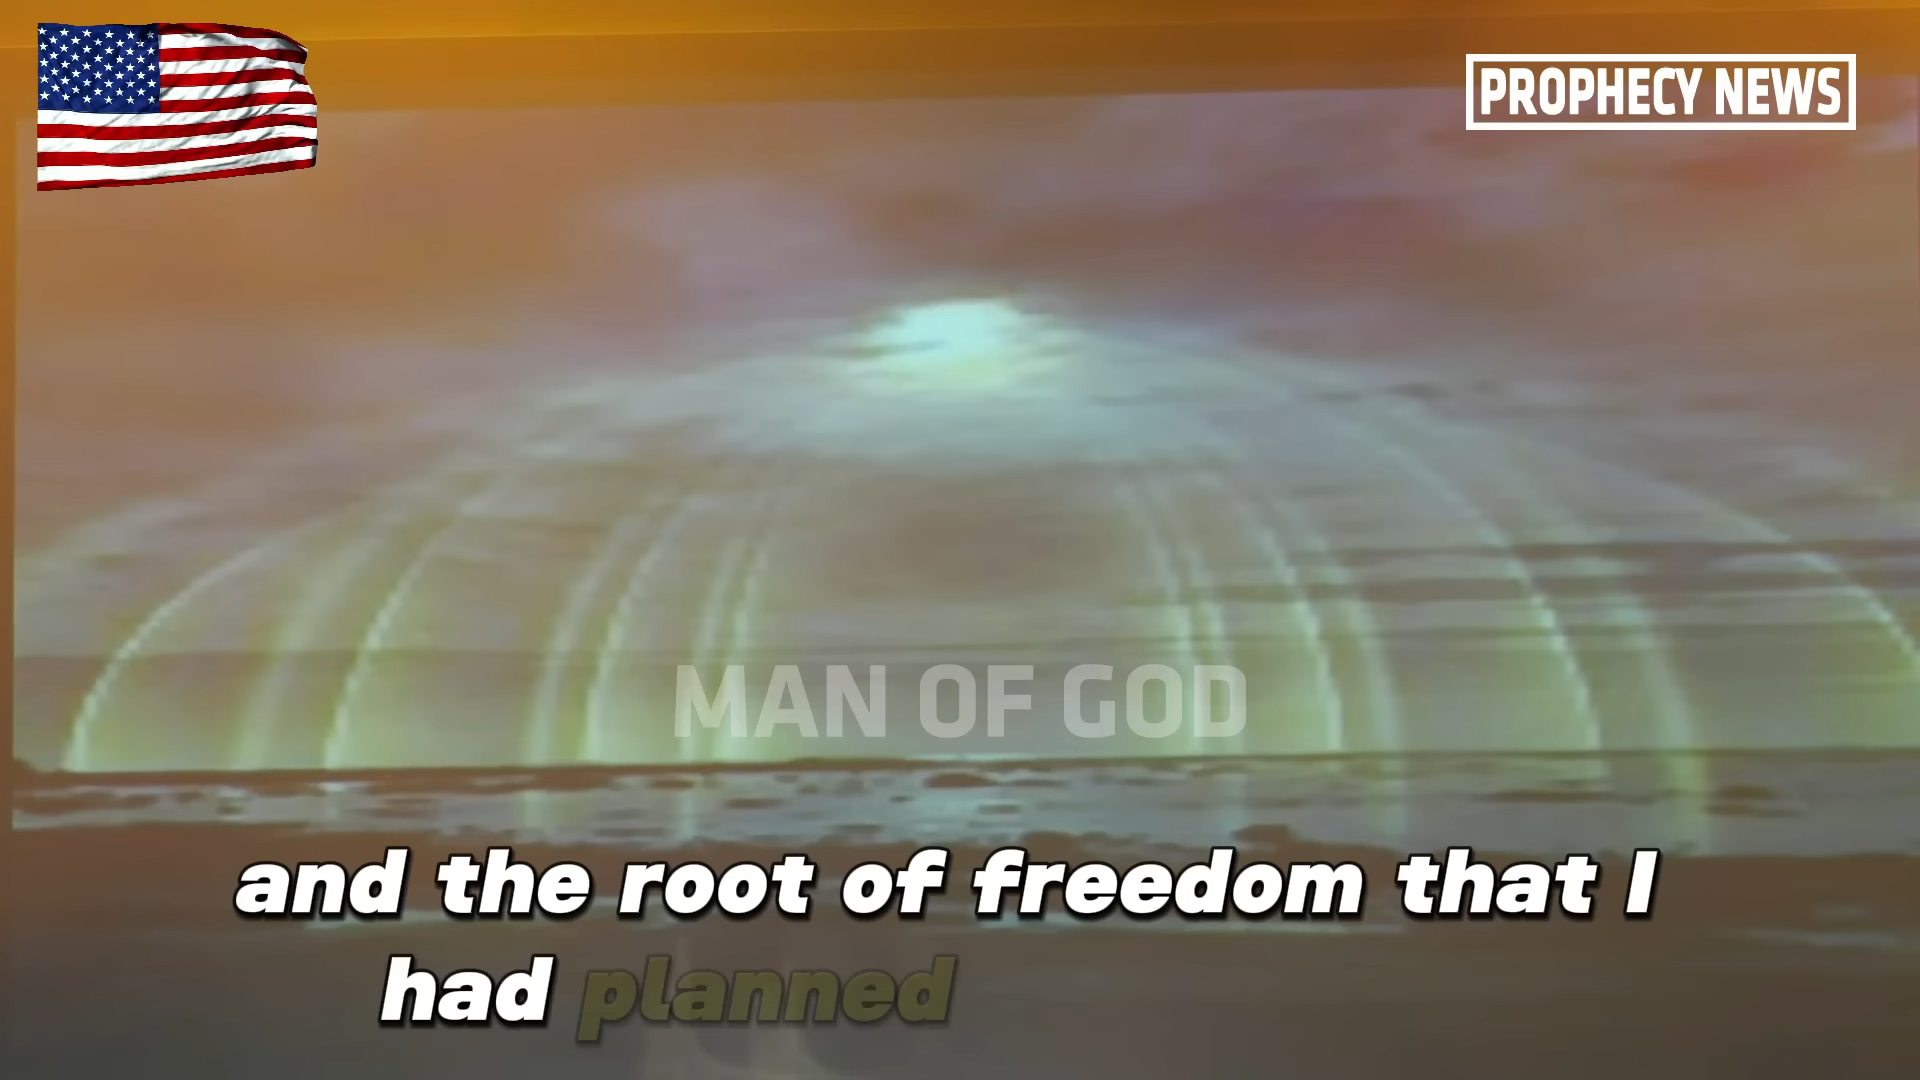 PROPHECY NEWS
MAN OF GOD
and the root of freedom that I
had planned